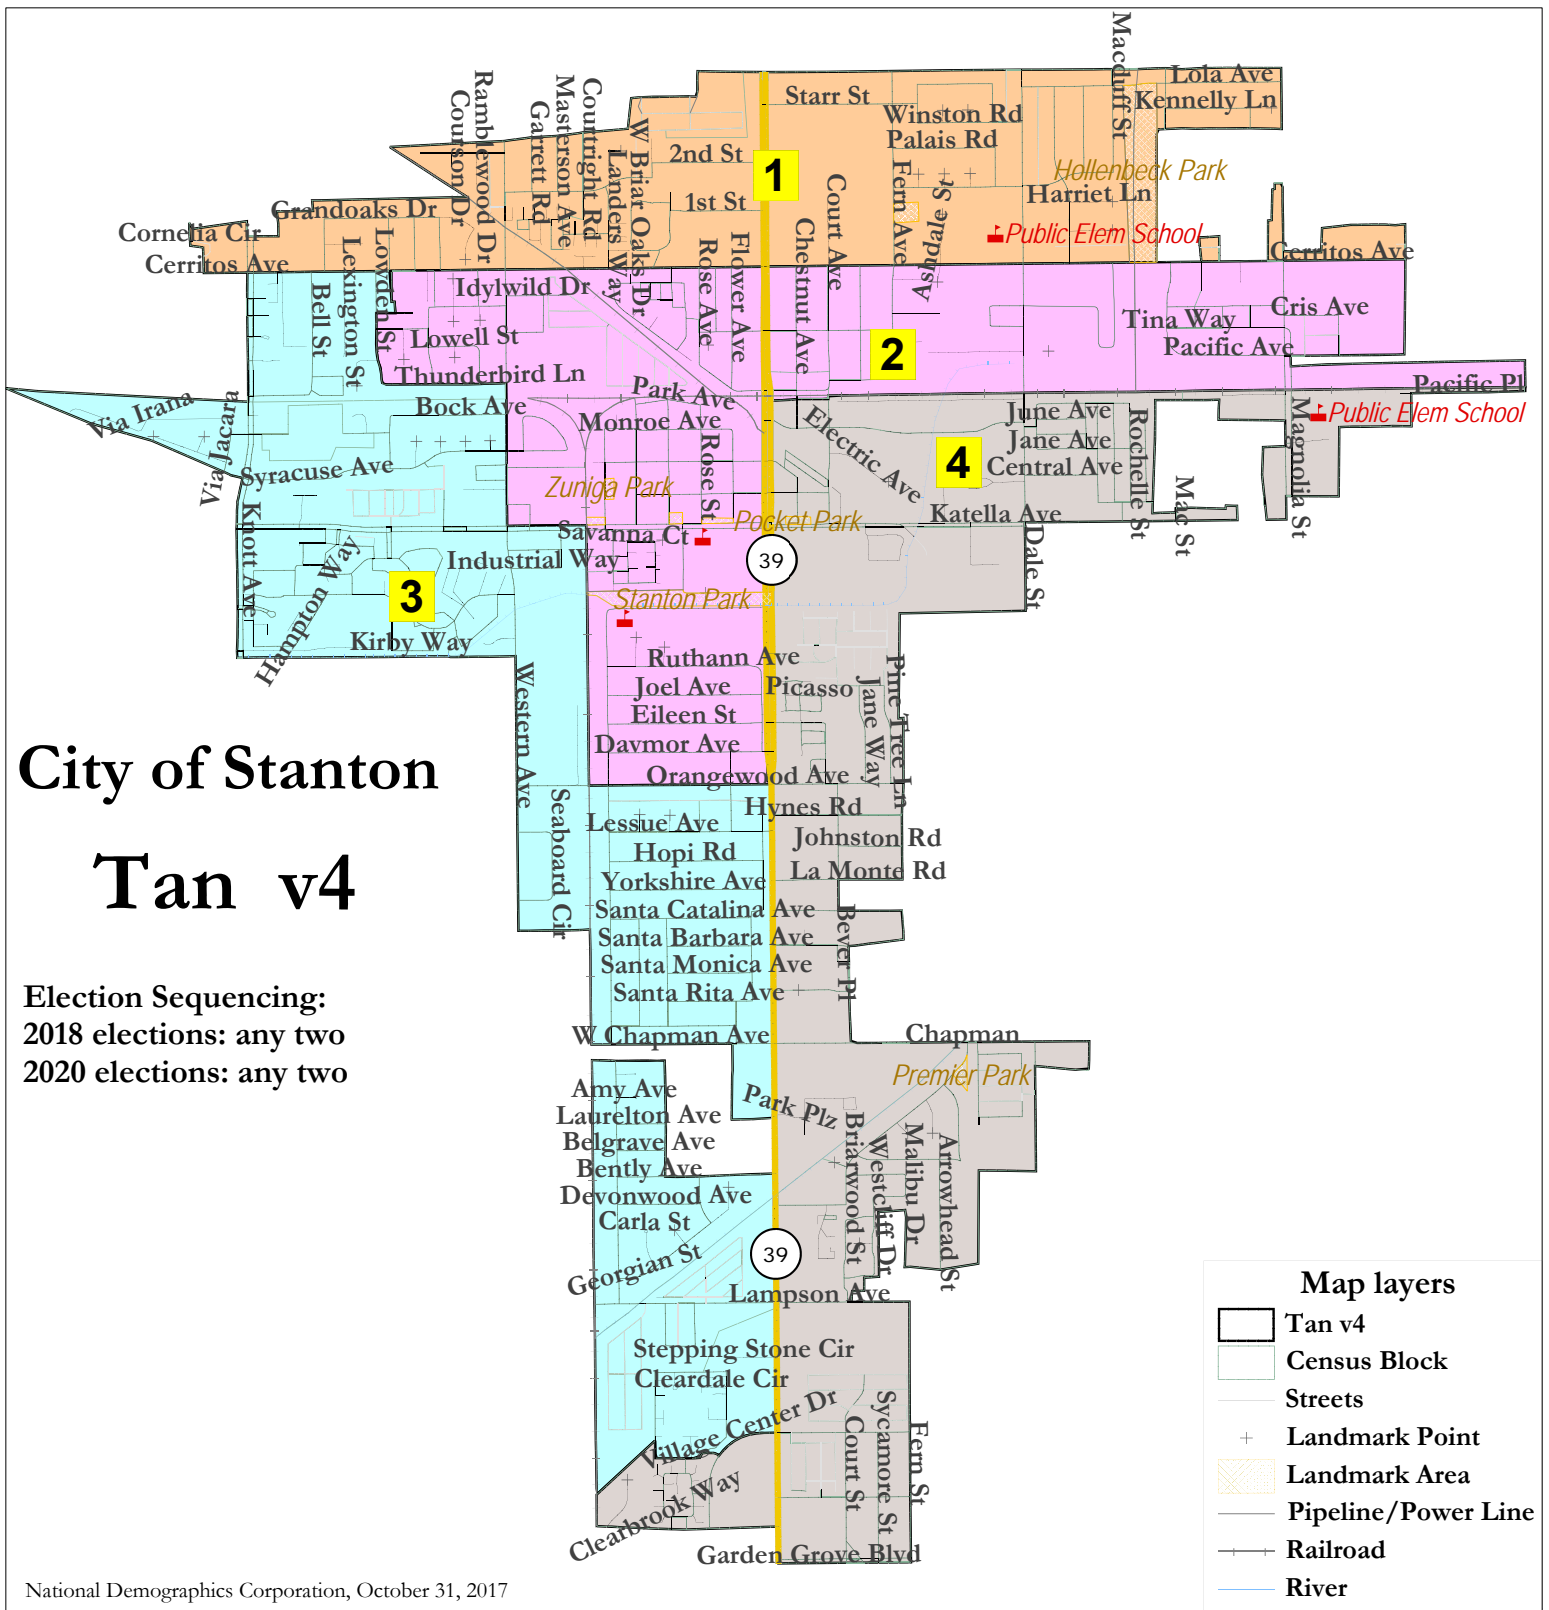 Macduff St
Lola Ave
Kennelly Ln
Starr St
Winston Rd
Palais Rd
Ramblewood Dr
Courson Dr
Garrett Rd
Masterson Ave
Courtright Rd
Landers Way
W Briar Oaks Dr
2nd St
1
Hollenbeck Park
Harriet Ln
1st St
Court Ave
Fern Ave
Asbdale St
Grandoaks Dr
Cornelia Cir
Cerritos Ave
Public Elem School
Cerritos Ave
Lexington St
Lowden St
Bell St
Idylwild Dr
Rose Ave
Flower Ave
Chestnut Ave
Lowell St
2
Tina Way
Cris Ave
Pacific Ave
Thunderbird Ln
Park Ave
Pacific Pl
Via Irana
Via Jacara
Bock Ave
Monroe Ave
Rose St
Electric Ave
June Ave
Jane Ave
Central Ave
Rochelle St
Public Elem School
Magnolia St
4
Syracuse Ave
Zuniga Park
Mac St
Knott Ave
Pocket Park
Katella Ave
Savanna Ct
Industrial Way
39
Dale St
Hampton Way
3
Stanton Park
Kirby Way
Ruthann Ave
Joel Ave
Picasso
Jane Way
Pine Tree Ln
Eileen St
Davmor Ave
Western Ave
Orangewood Ave
City of Stanton
Tan v4
Seaboard Cir
Hynes Rd
Lessue Ave
Johnston Rd
Hopi Rd
La Monte Rd
Yorkshire Ave
Santa Catalina Ave
Bever Pl
Santa Barbara Ave
Santa Monica Ave
Santa Rita Ave
Election Sequencing:
2018 elections: any two
2020 elections: any two
W Chapman Ave
Chapman
Premier Park
Amy Ave
Park Plz
Laurelton Ave
Belgrave Ave
Bently Ave
Briarwood St
Westcliff Dr
Malibu Dr
Arrowhead St
Devonwood Ave
Carla St
39
Georgian St
Lampson Ave
Stepping Stone Cir
Cleardale Cir
Village Center Dr
Court St
Sycamore St
Fern St
Clearbrook Way
Garden Grove Blvd
Map layers
Tan v4
Census Block
Streets
Landmark Point
Landmark Area
Pipeline/Power Line
Railroad
River
National Demographics Corporation, October 31, 2017